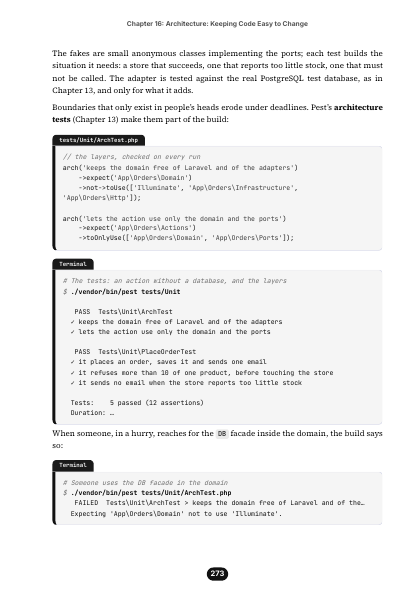 Chapter 16: Architecture: Keeping Code Easy to Change
The fakes are small anonymous classes implementing the ports; each test builds the
situation it needs: a store that succeeds, one that reports too little stock, one that must
not be called. The adapter is tested against the real PostgreSQL test database, as in
Chapter 13, and only for what it adds.
Boundaries that only exist in people's heads erode under deadlines. Pest's architecture
tests (Chapter 13) make them part of the build:
tests/Unit/ArchTest.php
// the layers, checked on every run
arch('keeps the domain free of Laravel and of the adapters')
    ->expect('App\Orders\Domain')
    ->not->toUse(['Illuminate', 'App\Orders\Infrastructure',
'App\Orders\Http']);
arch('lets the action use only the domain and the ports')
    ->expect('App\Orders\Actions')
    ->toOnlyUse(['App\Orders\Domain', 'App\Orders\Ports']);
Terminal
# The tests: an action without a database, and the layers
$ ./vendor/bin/pest tests/Unit
   PASS  Tests\Unit\ArchTest
  ✓ keeps the domain free of Laravel and of the adapters
  ✓ lets the action use only the domain and the ports
   PASS  Tests\Unit\PlaceOrderTest
  ✓ it places an order, saves it and sends one email
  ✓ it refuses more than 10 of one product, before touching the store
  ✓ it sends no email when the store reports too little stock
  Tests:    5 passed (12 assertions)
  Duration: …
When someone, in a hurry, reaches for the DB facade inside the domain, the build says
so:
Terminal
# Someone uses the DB facade in the domain
$ ./vendor/bin/pest tests/Unit/ArchTest.php
   FAILED  Tests\Unit\ArchTest > keeps the domain free of Laravel and of the…
  Expecting 'App\Orders\Domain' not to use 'Illuminate'.
273